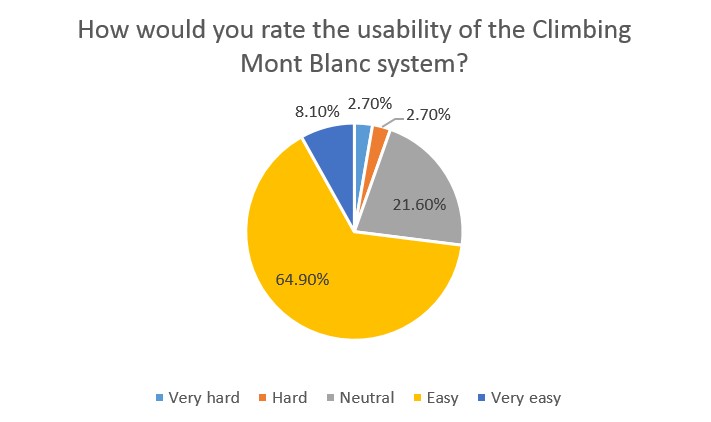 How would you rate the usability of the Climbing
Mont Blanc system?
8.10%
2.70%
2.70%
21.60%
64.90%
Very hard
Hard
Neutral
Easy
Very easy